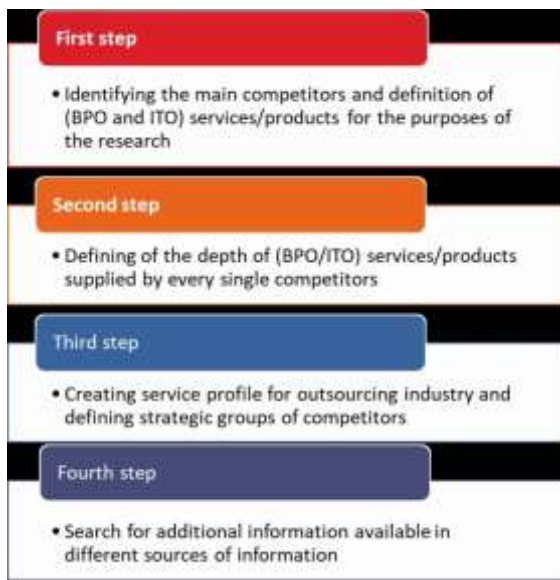 First step
• Identifying the main competitors and definition of
(BPO and ITO) services/products for the purposes of
the research
Second step
• Defining of the depth of (BPO/ITO) services/products
supplied by every single competitors
Third step
• Creating service profile for outsourcing industry and
defining strategic groups of competitors
Fourth step
• Search for additional information available in
different sources of information